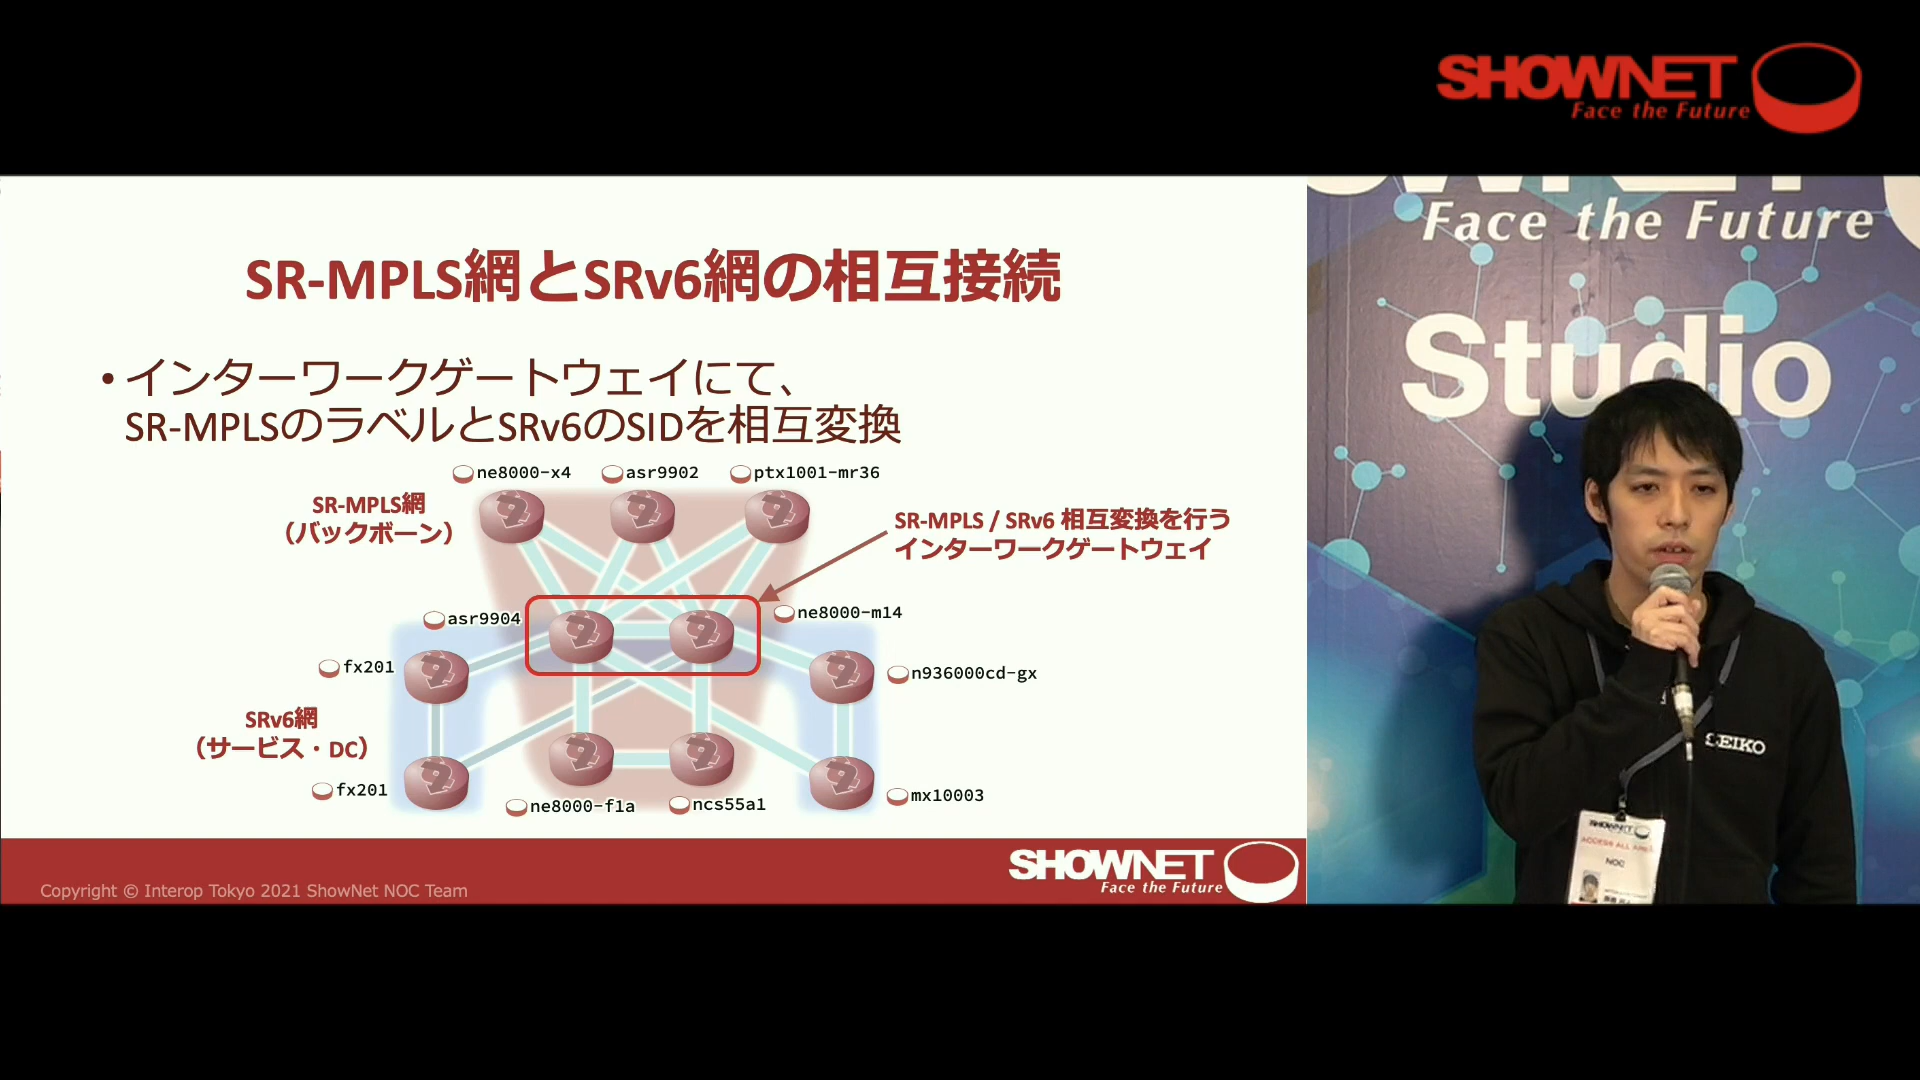 SHOWNET
Face the Future
SR-MPLS網とSRv6網の相互接続
• インターワークゲートウェイにて、
SR-MPLSのラベルとSRv6のSIDを相互変換
ne8000-x4
asr9902
ptx1001-mr36
SR-MPLS網
（バックボーン）
SR-MPLS / SRv6 相互変換を行う
インターワークゲートウェイ
asr9904
ne8000-m14
fx201
n936000cd-gx
SRv6網
（サービス・DC）
fx201
ne8000-f1a
ncs55a1
mx10003
Copyright © Interop Tokyo 2021 ShowNet NOC Team
SHOWNET
Face the Future
Face the Future
Studio
SEIKO
SHOWNET
ACCESS ALL AREA
NOC